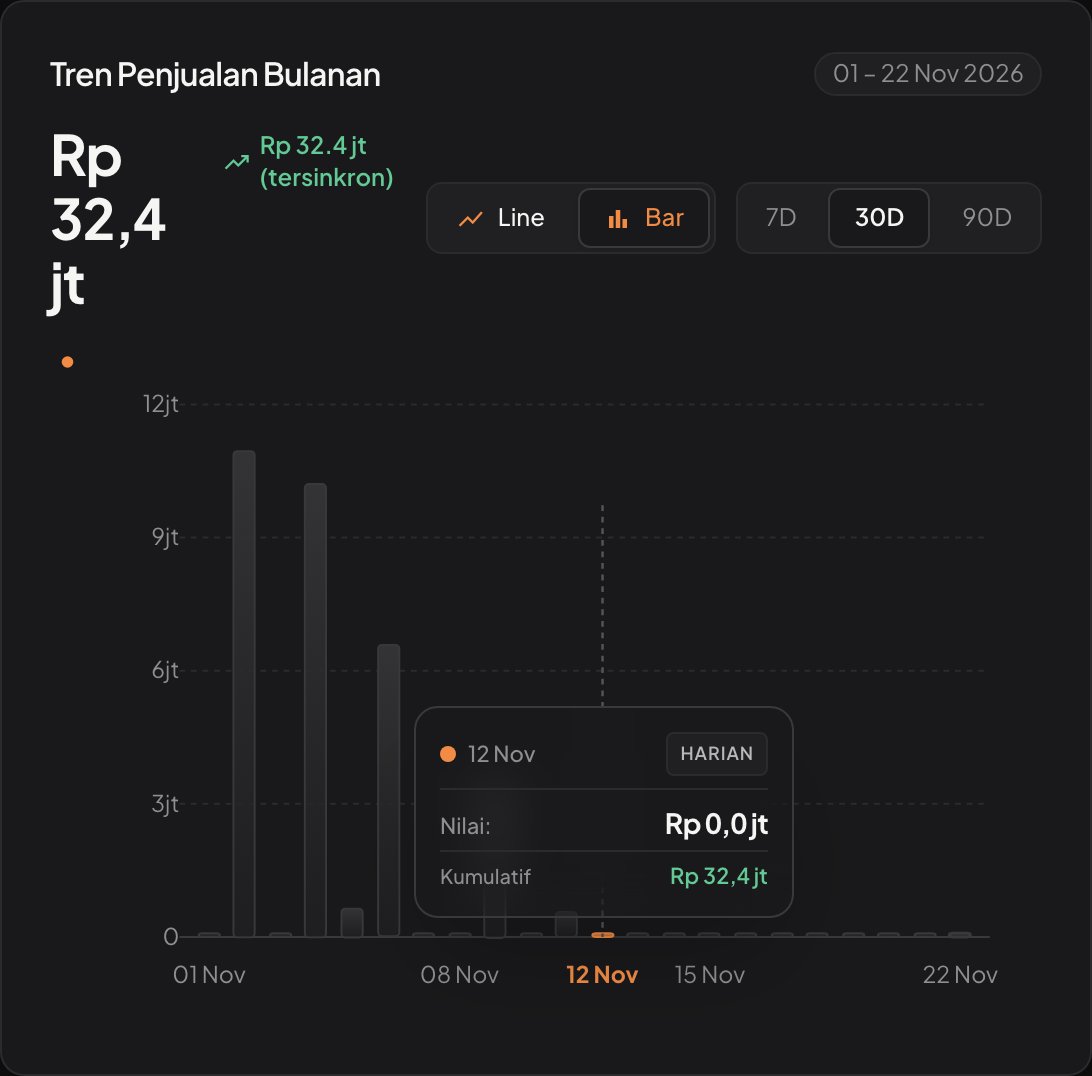 Tren Penjualan Bulanan
01 – 22 Nov 2026
Rp
32,4
jt
Rp 32.4 jt
(tersinkron)
Line
Bar
7D
30D
90D
12jt
9jt
6jt
3jt
0
12 Nov
HARIAN
Nilai:
Rp 0,0 jt
Kumulatif
Rp 32,4 jt
01 Nov
08 Nov
12 Nov
15 Nov
22 Nov